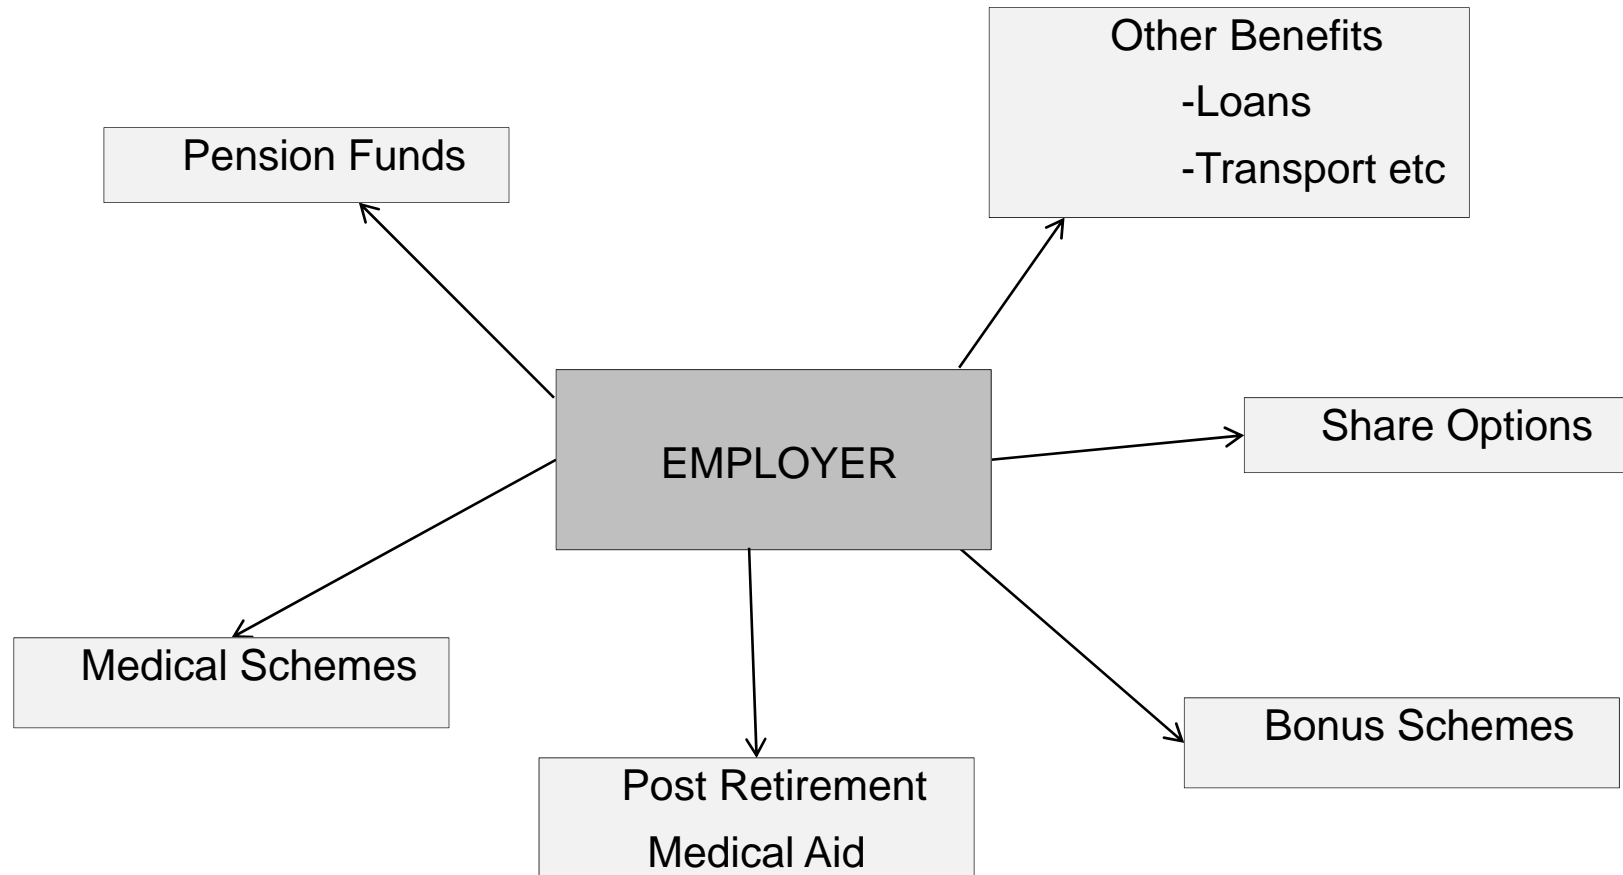 Other Benefits
-Loans
-Transport etc
Pension Funds
Share Options
EMPLOYER
Medical Schemes
Bonus Schemes
Post Retirement
Medical Aid